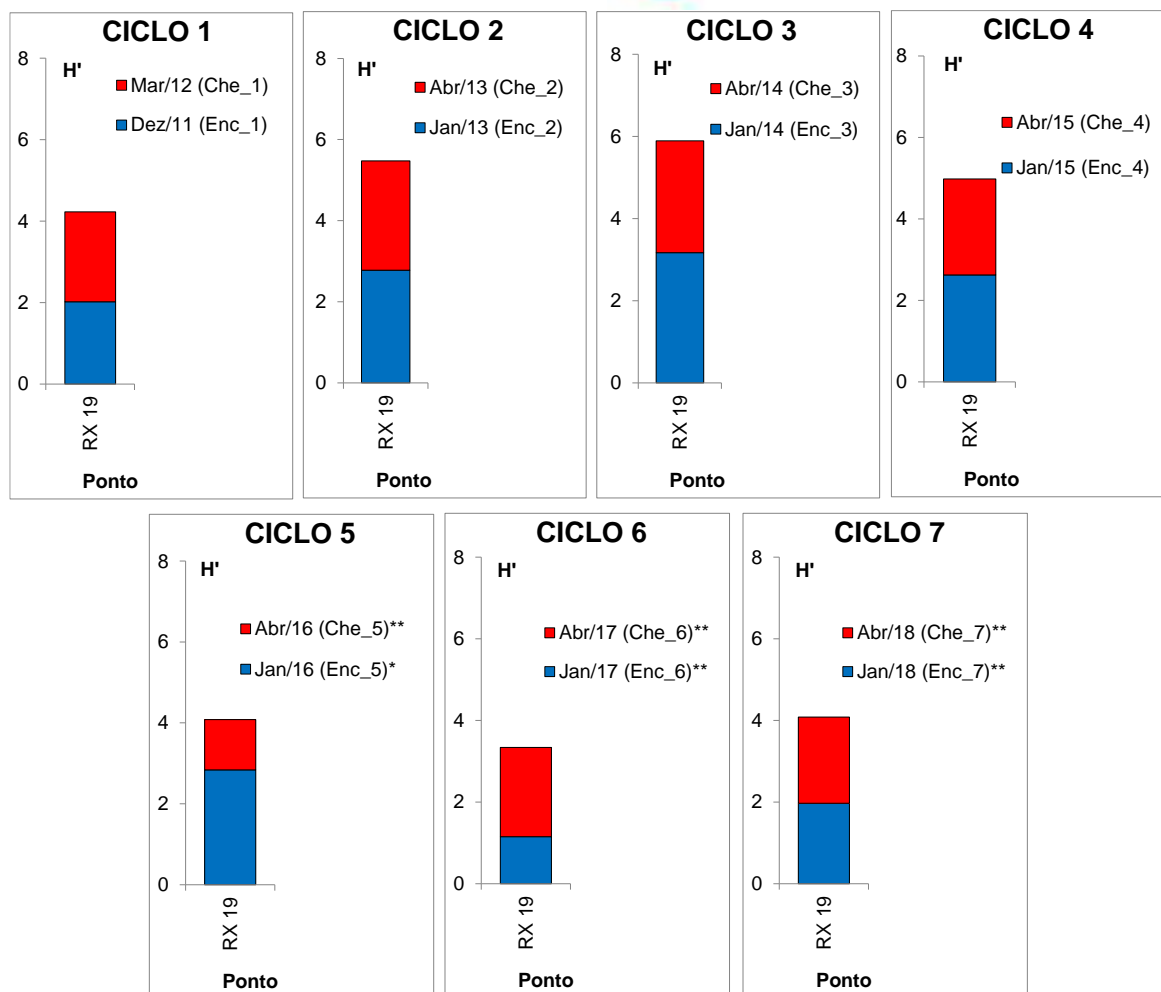 CICLO 1
8
H'
Mar/12 (Che_1)
Dez/11 (Enc_1)
6
4
2
0
RX 19
Ponto
CICLO 2
8
H'
Abr/13 (Che_2)
Jan/13 (Enc_2)
6
4
2
0
RX 19
Ponto
CICLO 3
8
H'
Abr/14 (Che_3)
Jan/14 (Enc_3)
6
4
2
0
RX 19
Ponto
CICLO 4
8
H'
Abr/15 (Che_4)
Jan/15 (Enc_4)
6
4
2
0
RX 19
Ponto
CICLO 5
8
H'
Abr/16 (Che_5)**
Jan/16 (Enc_5)*
6
4
2
0
RX 19
Ponto
CICLO 6
8
H'
Abr/17 (Che_6)**
Jan/17 (Enc_6)**
6
4
2
0
RX 19
Ponto
CICLO 7
8
H'
Abr/18 (Che_7)**
Jan/18 (Enc_7)**
6
4
2
0
RX 19
Ponto